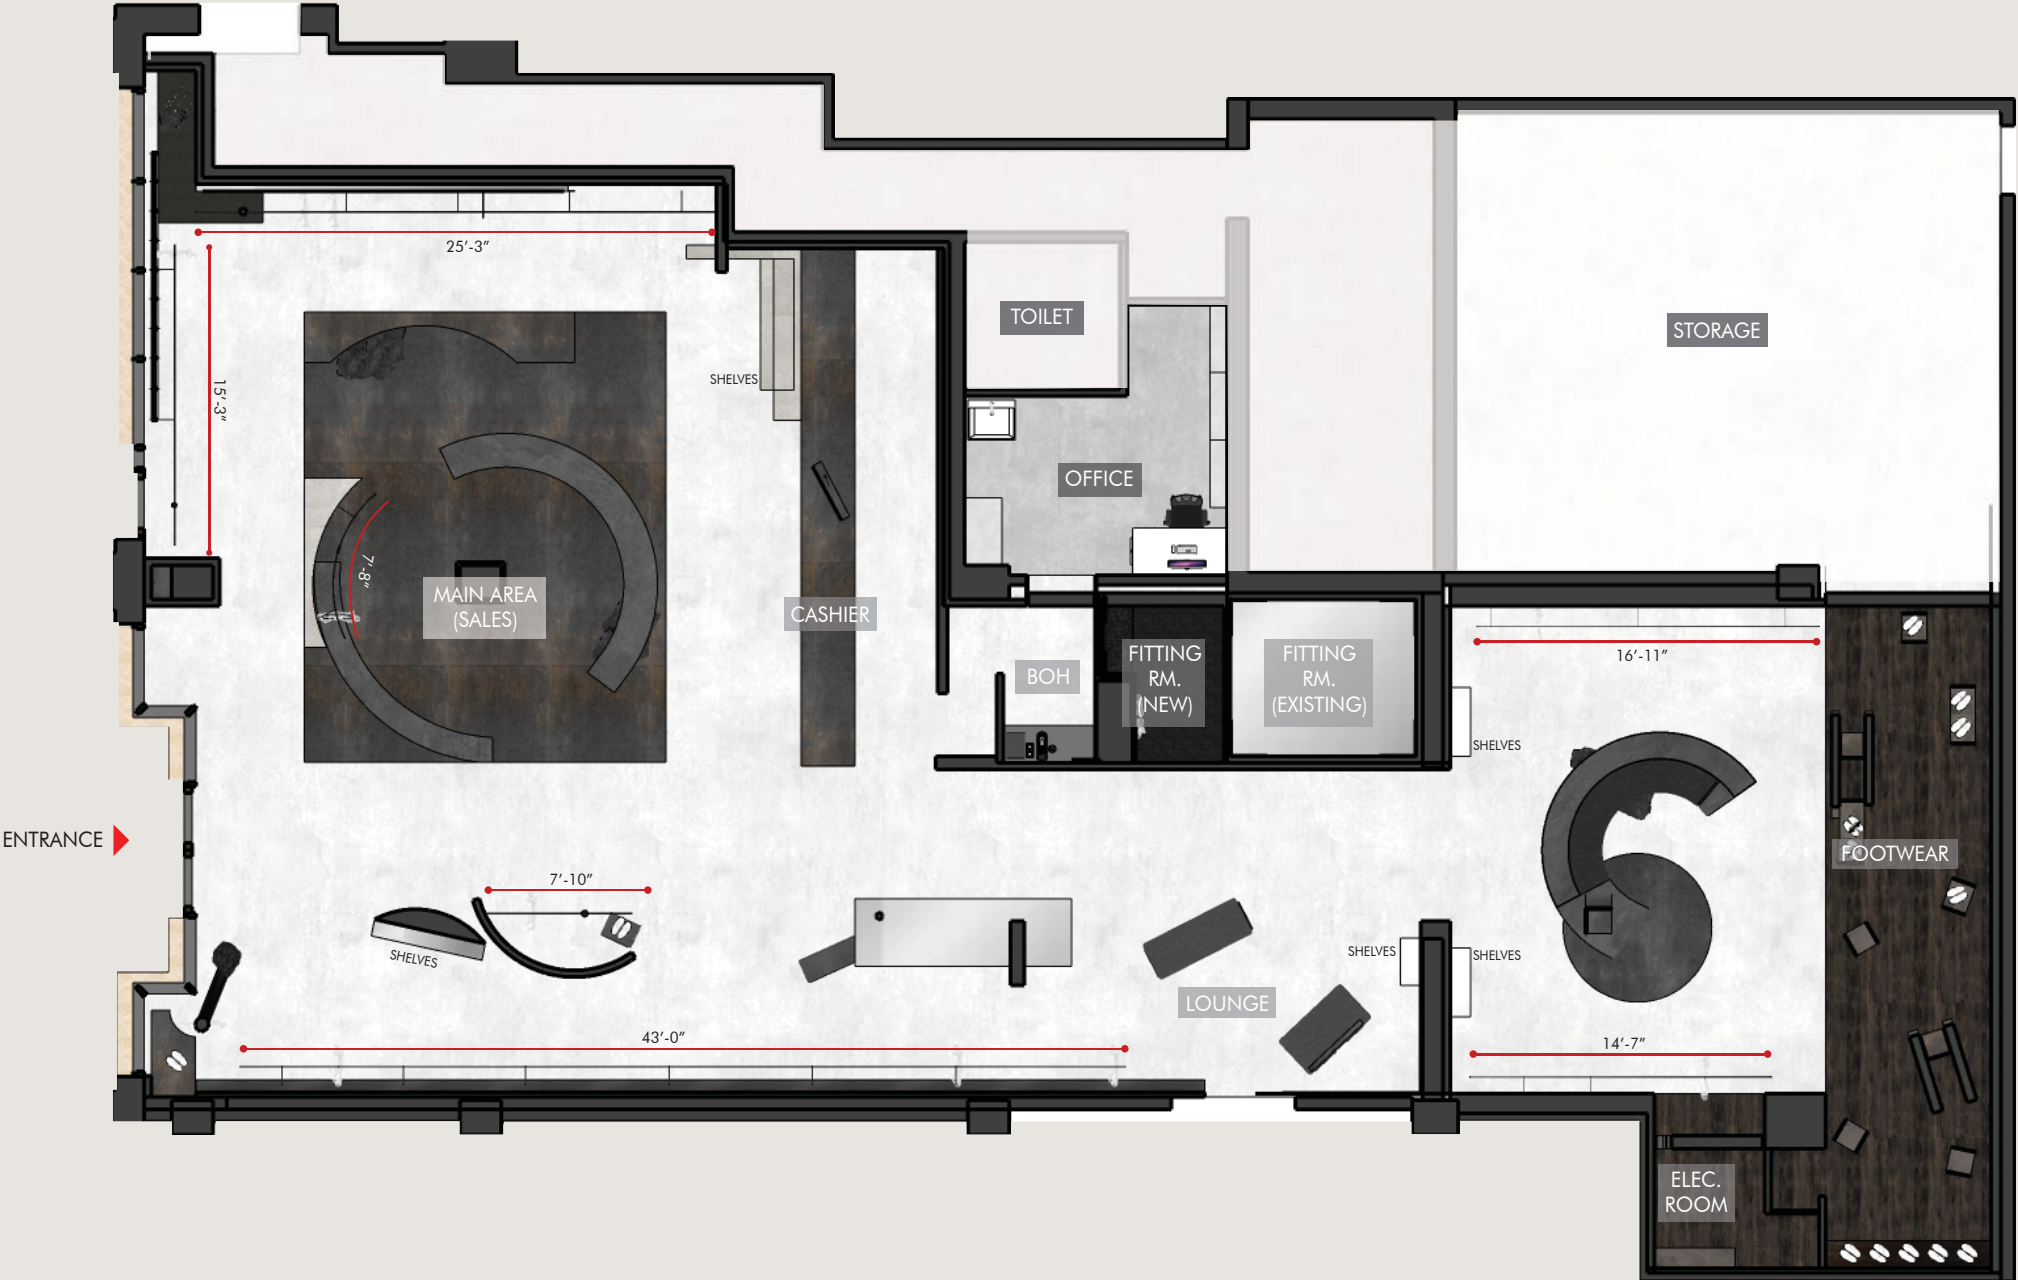 25'-3"
15'-3"
SHELVES
TOILET
STORAGE
OFFICE
7'-8"
MAIN AREA
(SALES)
CASHIER
BOH
FITTING
RM.
(NEW)
FITTING
RM.
(EXISTING)
16'-11"
SHELVES
ENTRANCE
FOOTWEAR
7'-10"
SHELVES
SHELVES
SHELVES
LOUNGE
43'-0"
14'-7"
ELEC.
ROOM